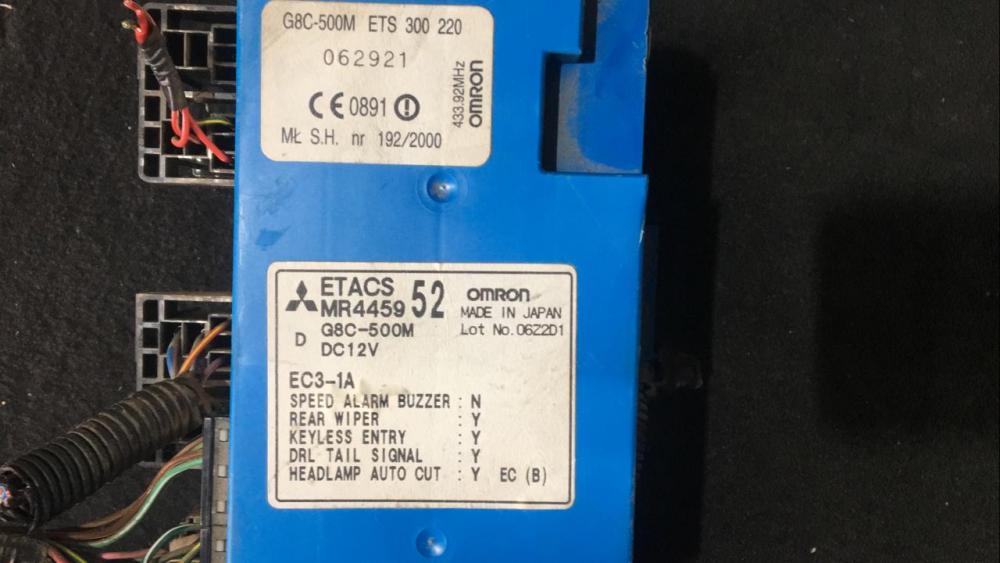 G8C-500M ETS 300 220
062921
CE 0891
433.92MHz
OMRON
MŁ S.H. nr 192/2000
ETACS
MR445952
OMRON
MADE IN JAPAN
G8C-500M
Lot No.06Z2D1
D
DC12V
EC3-1A
SPEED ALARM BUZZER : N
REAR WIPER : Y
KEYLESS ENTRY : Y
DRL TAIL SIGNAL : Y
HEADLAMP AUTO CUT : Y EC (B)